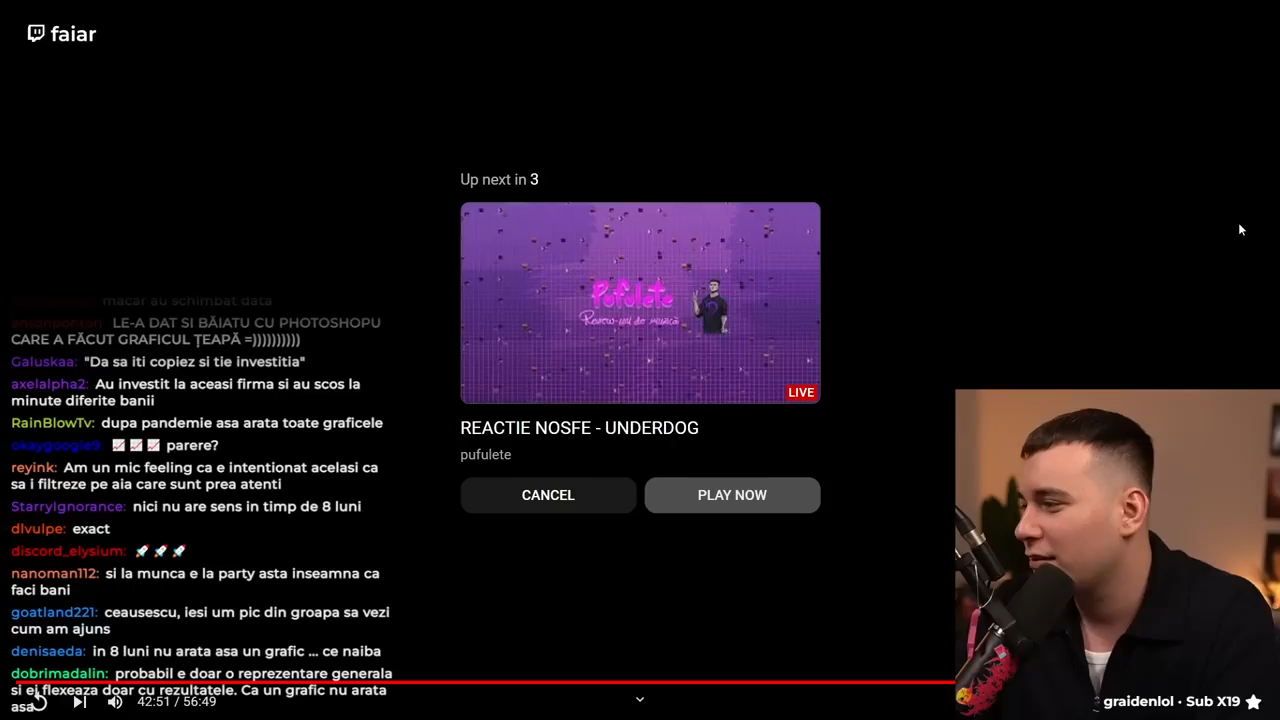 faiar
Up next in 3
Pufulete
Review-uri de muzică
LIVE
REACTIE NOSFE - UNDERDOG
pufulete
CANCEL
PLAY NOW
macar au schimbat data
LE-A DAT SI BĂIATU CU PHOTOSHOPU
CARE A FĂCUT GRAFICUL ȚEAPĂ =))))))))))
Galuskaa: "Da sa iti copiez si tie investitia"
axelalpha2: Au investit la aceasi firma si au scos la
minute diferite banii
RainBlowTv: dupa pandemie asa arata toate graficele
okaygoogle9: 📈 📈 📈 parere?
reyink: Am un mic feeling ca e intentionat acelasi ca
sa i filtreze pe aia care sunt prea atenti
StarryIgnorance: nici nu are sens in timp de 8 luni
dlvulpe: exact
discord_elysium: 🚀 🚀 🚀
nanoman112: si la munca e la party asta inseamna ca
faci bani
goatland221: ceausescu, iesi um pic din groapa sa vezi
cum am ajuns
denisaeda: in 8 luni nu arata asa un grafic ... ce naiba
dobrimadalin: probabil e doar o reprezentare generala
si ei flexeaza doar cu rezultatele. Ca un grafic nu arata
asa
42:51 / 56:49
graidenlol · Sub X19